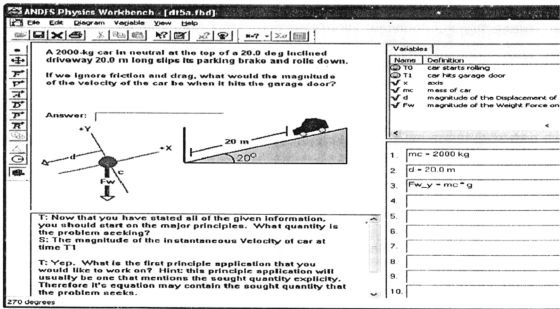 ANDES Physics Workbench - [dt5a.fbd]
File Edit Diagram Variable View Help
A 2000-kg car in neutral at the top of a 20.0 deg inclined
driveway 20.0 m long slips its parking brake and rolls down.
If we ignore friction and drag, what would the magnitude
of the velocity of the car be when it hits the garage door?
Answer:
+Y
+X
d
c
Fw
20 m
20°
Variables
Name Definition
T0 car starts rolling
T1 car hits garage door
x axis
mc mass of car
d magnitude of the Displacement of
Fw magnitude of the Weight Force on
1. mc = 2000 kg
2. d = 20.0 m
3. Fw_y = mc * g
4.
5.
6.
7.
8.
9.
10.
T: Now that you have stated all of the given information,
you should start on the major principles. What quantity is
the problem seeking?
S: The magnitude of the instantaneous Velocity of car at
time T1
T: Yep. What is the first principle application that you
would like to work on? Hint: this principle application will
usually be one that mentions the sought quantity explicity.
Therefore it's equation may contain the sought quantity that
the problem seeks.
270 degrees